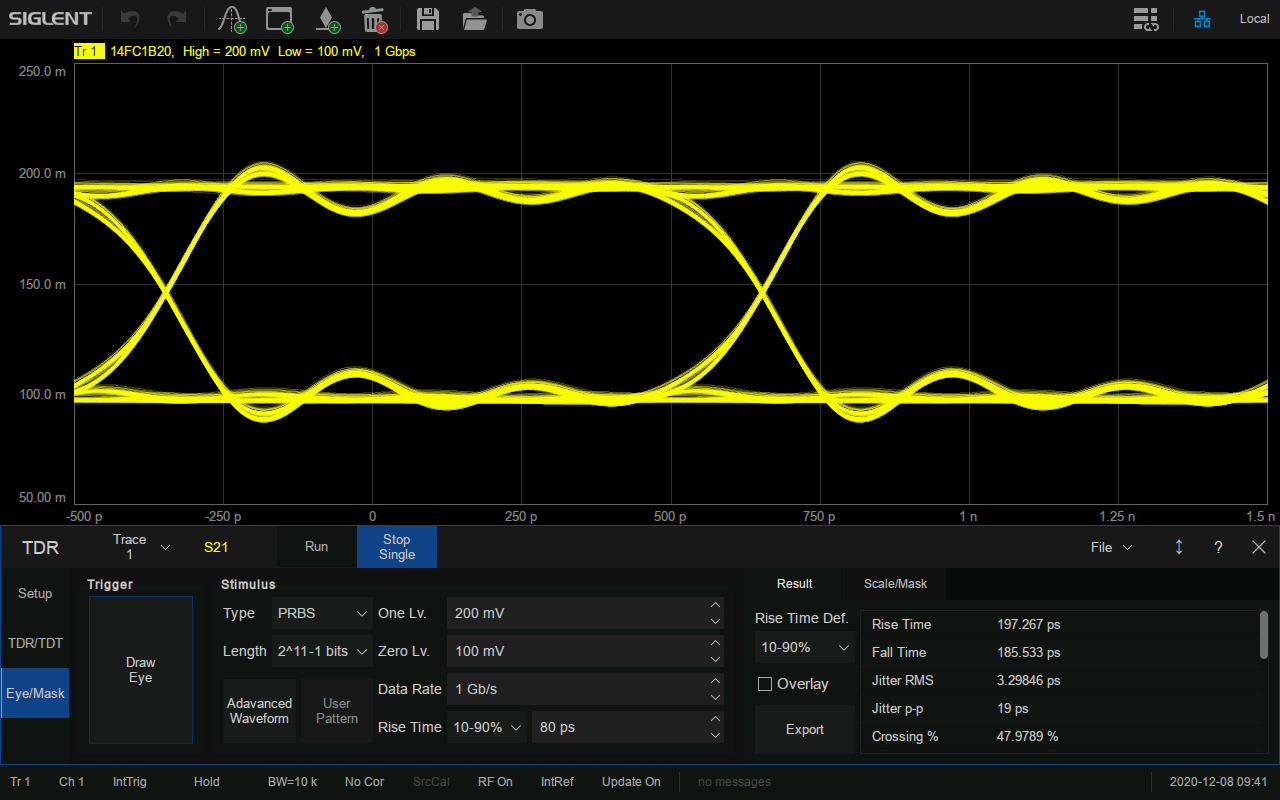 SIGLENT
Local
Tr 1 14FC1B20, High = 200 mV Low = 100 mV, 1 Gbps
250.0 m
200.0 m
150.0 m
100.0 m
50.00 m
-500 p -250 p 0 250 p 500 p 750 p 1 n 1.25 n 1.5 n
TDR
Trace
1
S21
Run
Stop
Single
File
?
Setup
TDR/TDT
Eye/Mask
Trigger
Draw
Eye
Stimulus
Type PRBS One Lv. 200 mV
Length 2^11-1 bits Zero Lv. 100 mV
Data Rate 1 Gb/s
Adavanced
Waveform
User
Pattern
Rise Time 10-90% 80 ps
Result Scale/Mask
Rise Time Def.
10-90%
Overlay
Export
Rise Time 197.267 ps
Fall Time 185.533 ps
Jitter RMS 3.29846 ps
Jitter p-p 19 ps
Crossing % 47.9789 %
Tr 1 Ch 1 IntTrig Hold BW=10 k No Cor SrcCal RF On IntRef Update On no messages 2020-12-08 09:41